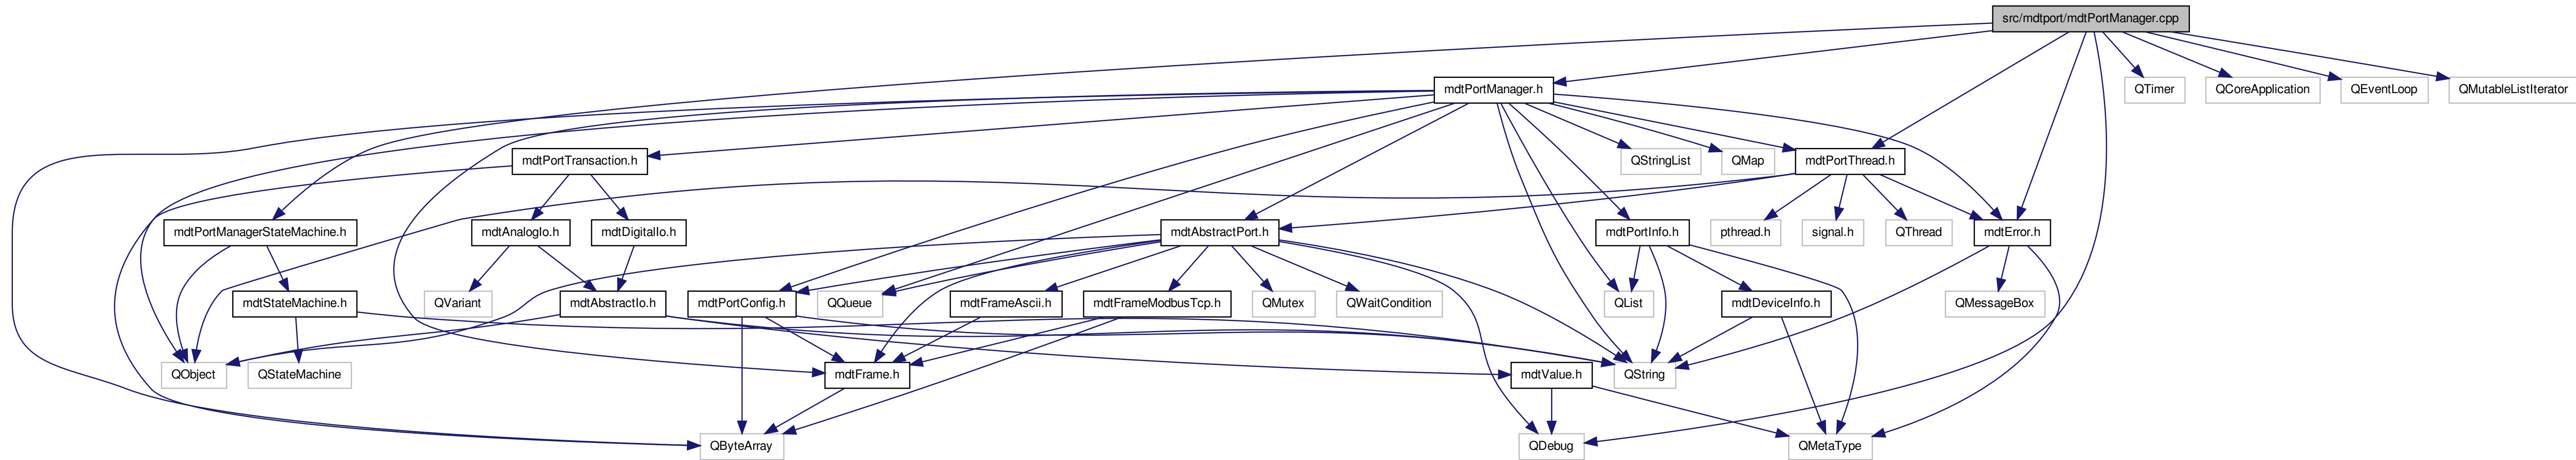 src/mdtport/mdtPortManager.cpp
mdtPortManager.h
QTimer
QCoreApplication
QEventLoop
QMutableListIterator
mdtPortTransaction.h
QStringList
QMap
mdtPortThread.h
mdtPortManagerStateMachine.h
mdtAnalogIo.h
mdtDigitalIo.h
mdtAbstractPort.h
mdtPortInfo.h
pthread.h
signal.h
QThread
mdtError.h
mdtStateMachine.h
QVariant
mdtAbstractIo.h
mdtPortConfig.h
QQueue
mdtFrameAscii.h
mdtFrameModbusTcp.h
QMutex
QWaitCondition
QList
mdtDeviceInfo.h
QMessageBox
QObject
QStateMachine
mdtFrame.h
mdtValue.h
QString
QByteArray
QDebug
QMetaType